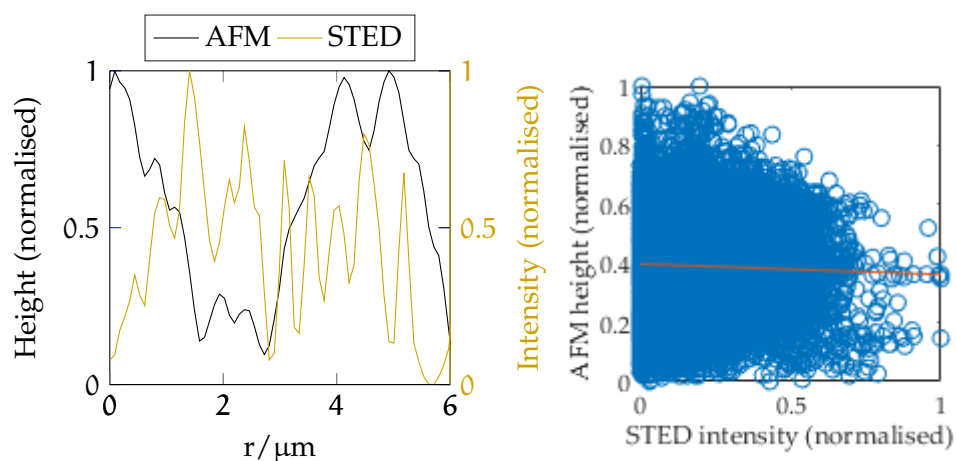 AFM STED
Height (normalised)
1
0.5
0
0 2 4 6
r/μm
1
0.5
0
Intensity (normalised)
AFM height (normalised)
1
0.8
0.6
0.4
0.2
0
0 0.5 1
STED intensity (normalised)